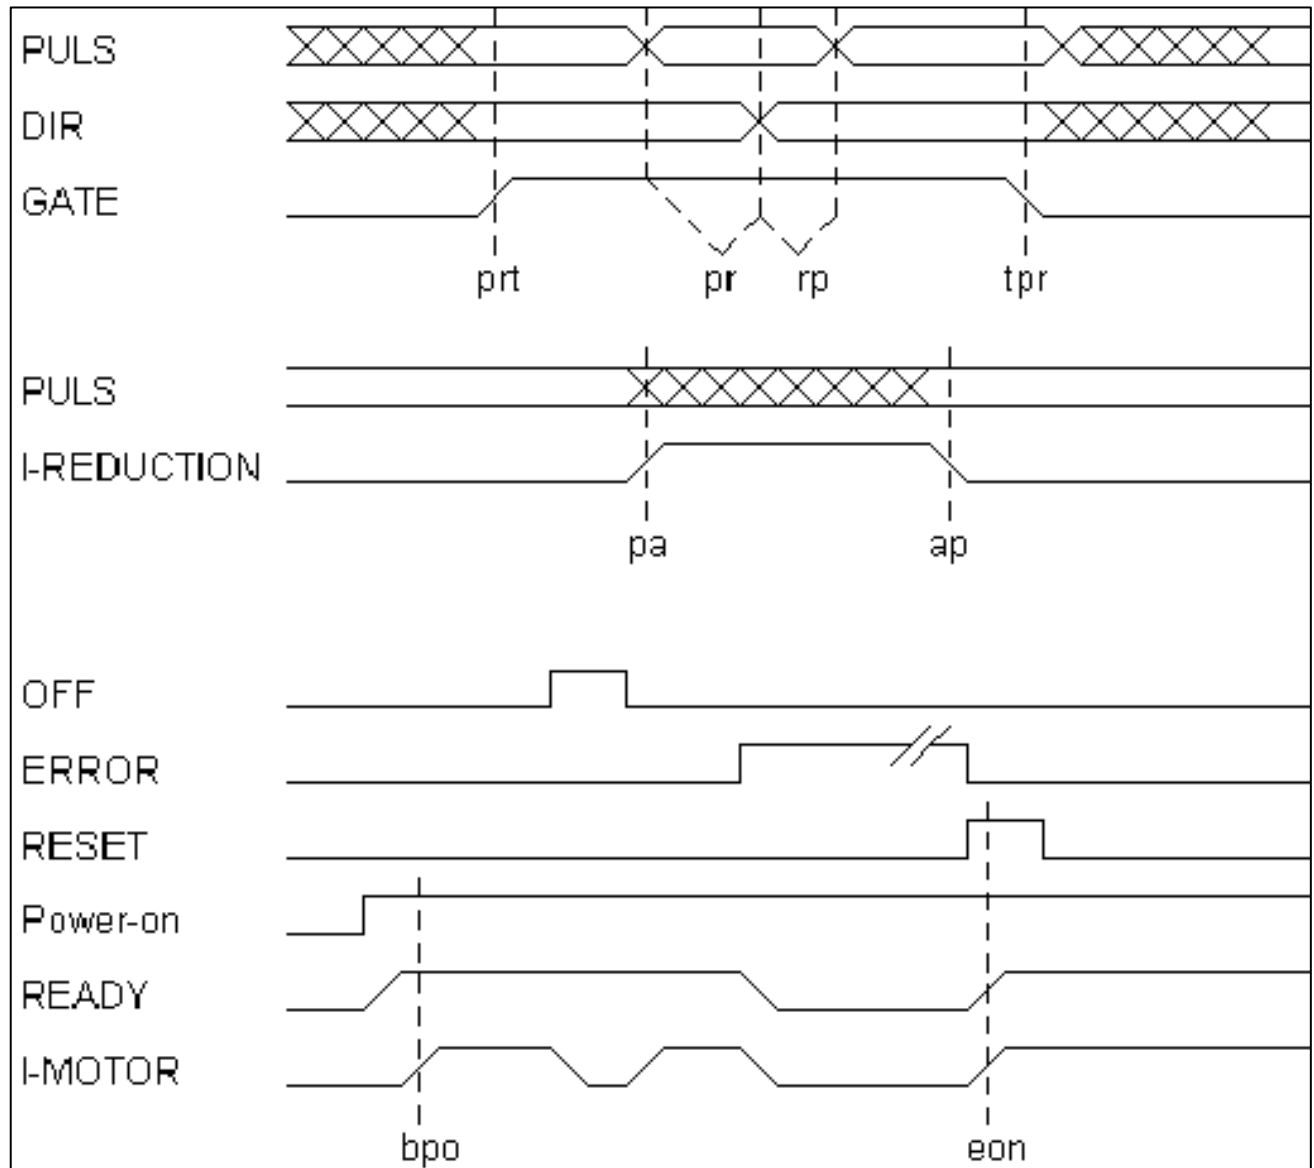 PULS
DIR
GATE
prt pr rp tpr
PULS
I-REDUCTION
pa ap
OFF
ERROR
RESET
Power-on
READY
I-MOTOR
bpo eon